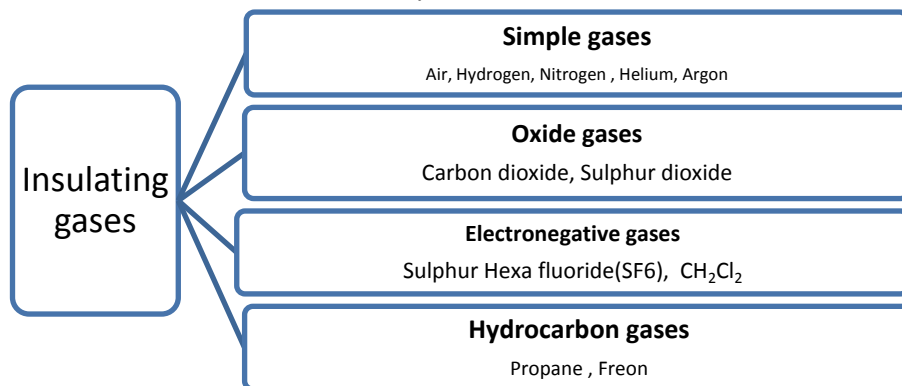 Insulating
gases
Simple gases
Air, Hydrogen, Nitrogen , Helium, Argon
Oxide gases
Carbon dioxide, Sulphur dioxide
Electronegative gases
Sulphur Hexa fluoride(SF6), CH₂Cl₂
Hydrocarbon gases
Propane , Freon